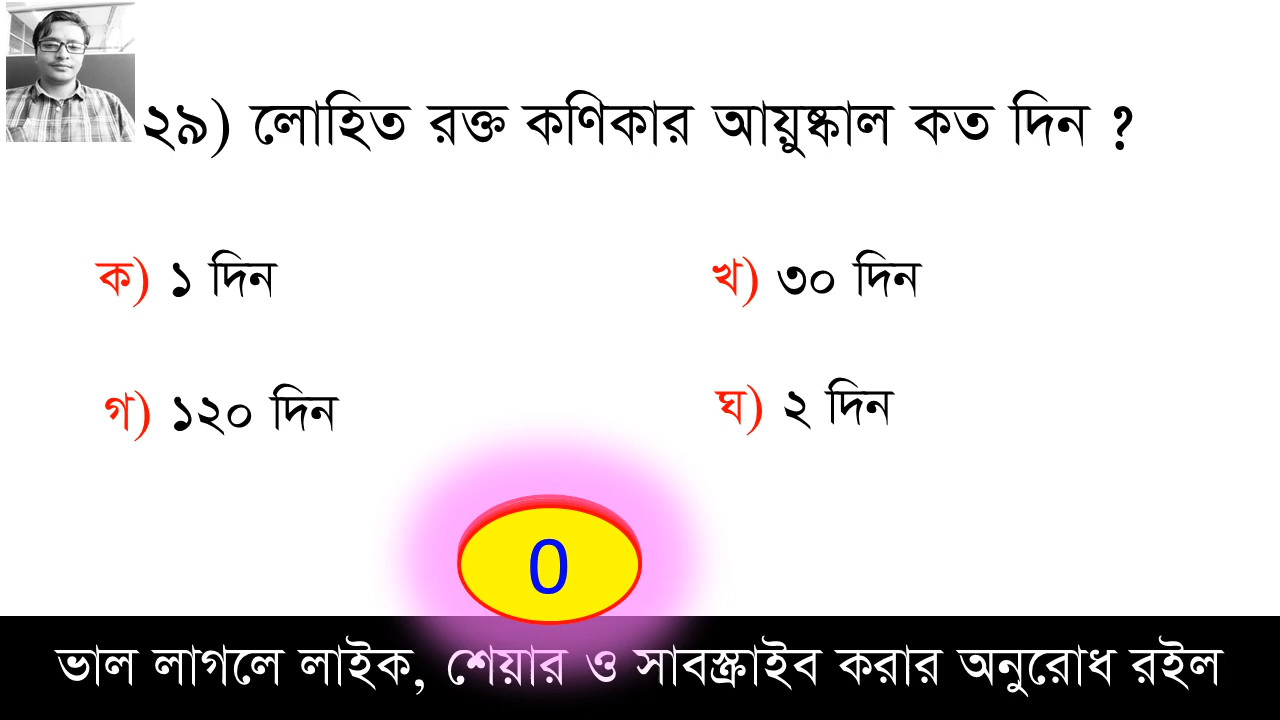 ২৯) লোহিত রক্ত কণিকার আয়ুষ্কাল কত দিন ?
ক) ১ দিন
খ) ৩০ দিন
গ) ১২০ দিন
ঘ) ২ দিন
0
ভাল লাগলে লাইক, শেয়ার ও সাবস্ক্রাইব করার অনুরোধ রইল